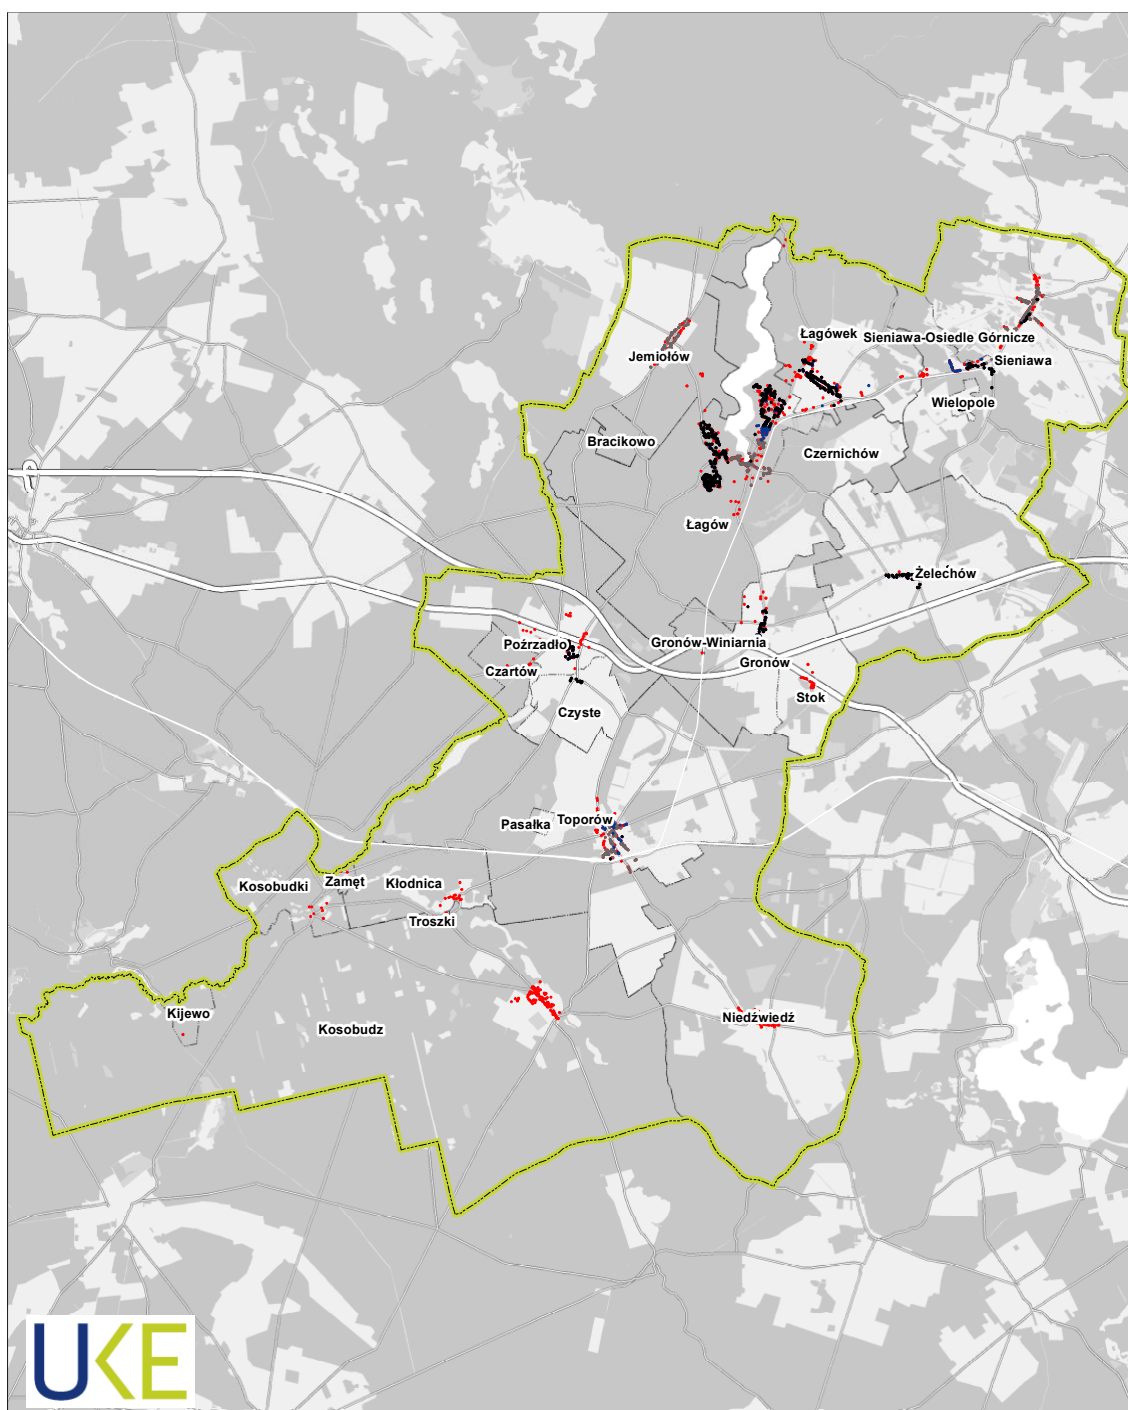 Łagówek
Sieniawa-Osiedle Górnicze
Jemiołów
Sieniawa
Wielopole
Bracikowo
Czernichów
Łagów
Żelechów
Poźrzadło
Gronów-Winiarnia
Gronów
Czartów
Stok
Czyste
Pasałka
Toporów
Kosobudki
Zamęt
Kłodnica
Troszki
Kijewo
Kosobudz
Niedźwiedź
UKE